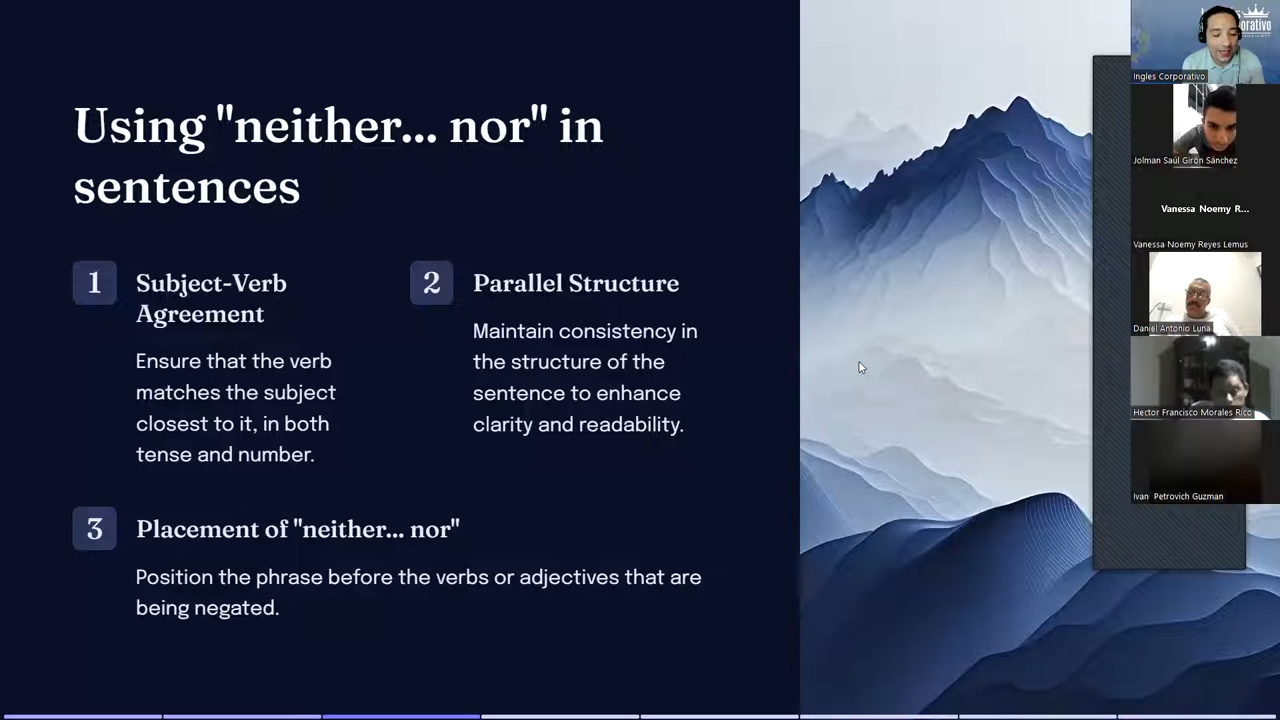 Using "neither... nor" in
sentences
1
Subject-Verb
Agreement
Ensure that the verb
matches the subject
closest to it, in both
tense and number.
2
Parallel Structure
Maintain consistency in
the structure of the
sentence to enhance
clarity and readability.
3
Placement of "neither... nor"
Position the phrase before the verbs or adjectives that are
being negated.
Ingles Corporativo
Jolman Saúl Girón Sánchez
Vanessa Noemy R...
Vanessa Noemy Reyes Lemus
Daniel Antonio Luna
Hector Francisco Morales Rico
Ivan Petrovich Guzman